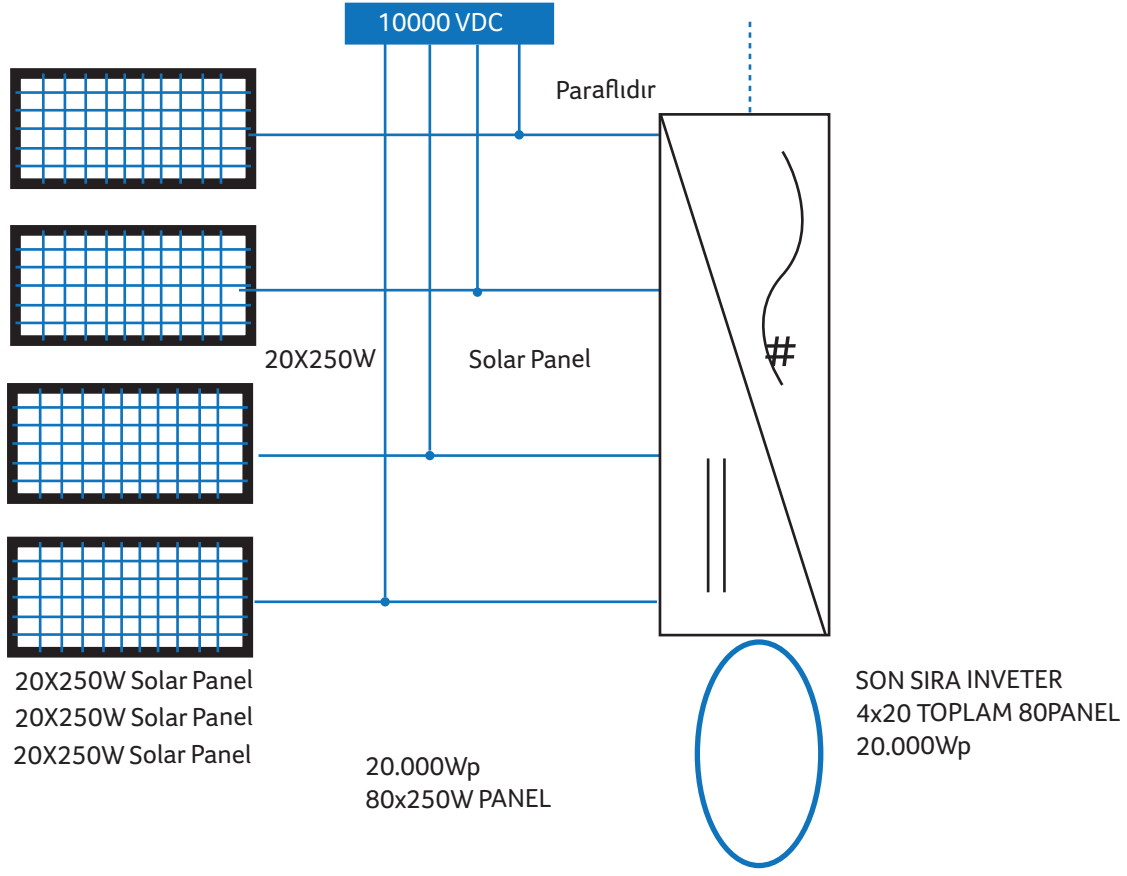 10000 VDC
Paraflıdır
20X250W
Solar Panel
#
20X250W Solar Panel
20X250W Solar Panel
20X250W Solar Panel
20.000Wp
80x250W PANEL
SON SIRA INVETER
4x20 TOPLAM 80PANEL
20.000Wp